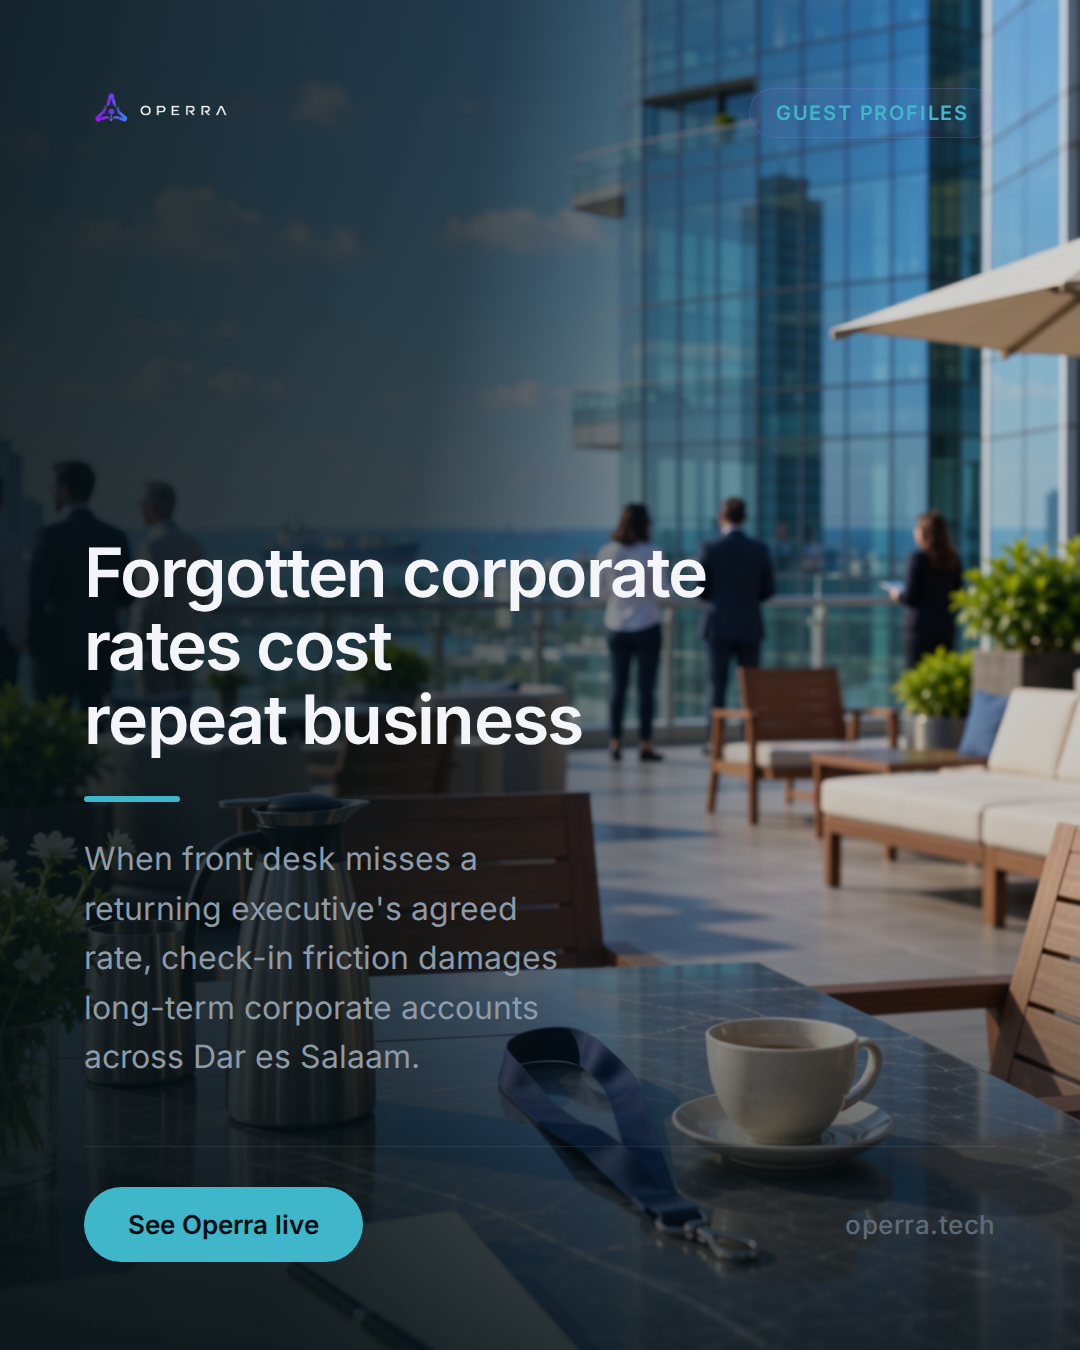 OPERRA
GUEST PROFILES
Forgotten corporate
rates cost
repeat business
When front desk misses a
returning executive's agreed
rate, check-in friction damages
long-term corporate accounts
across Dar es Salaam.
See Operra live
operra.tech